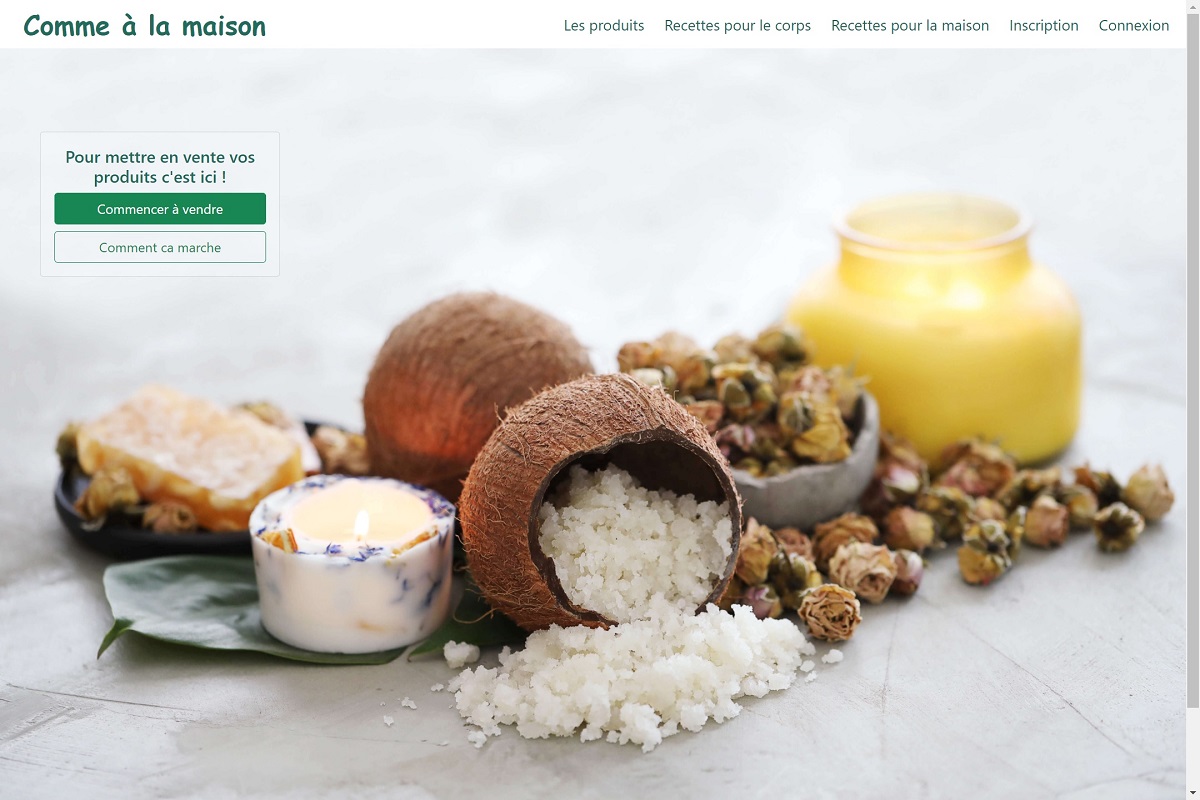 Comme à la maison
Les produits
Recettes pour le corps
Recettes pour la maison
Inscription
Connexion
Pour mettre en vente vos
produits c'est ici !
Commencer à vendre
Comment ca marche